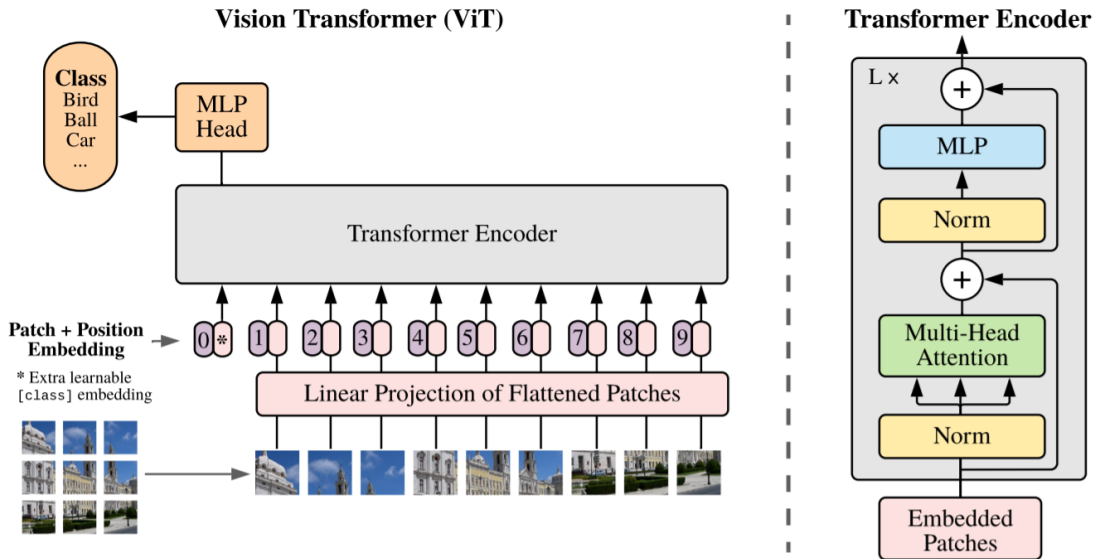 Vision Transformer (ViT)
Class
Bird
Ball
Car
...
MLP
Head
Transformer Encoder
Patch + Position
Embedding
0 * 1 2 3 4 5 6 7 8 9
* Extra learnable
[class] embedding
Linear Projection of Flattened Patches
Transformer Encoder
L ×
+
MLP
Norm
+
Multi-Head
Attention
Norm
Embedded
Patches